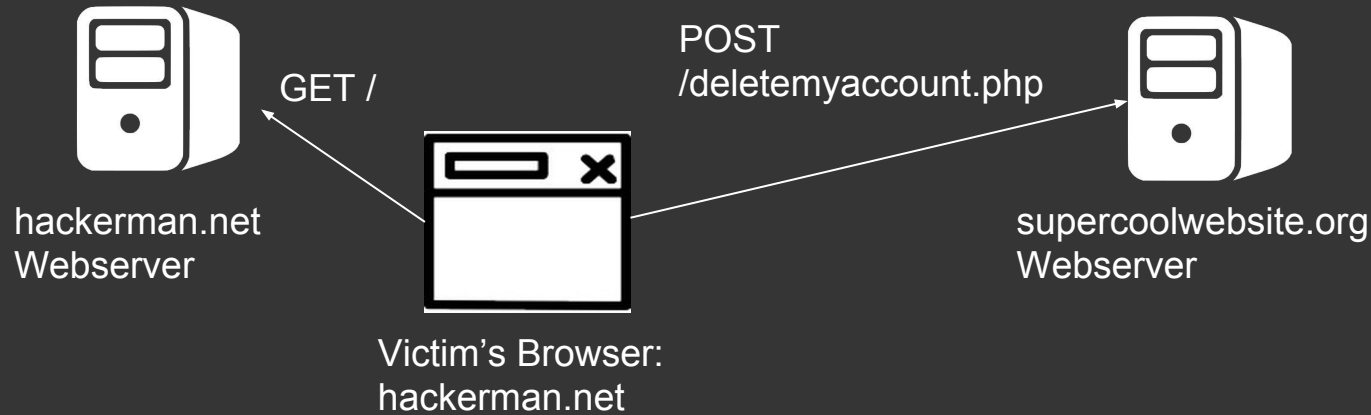 GET /
POST
/deletemyaccount.php
hackerman.net
Webserver
supercoolwebsite.org
Webserver
Victim's Browser:
hackerman.net